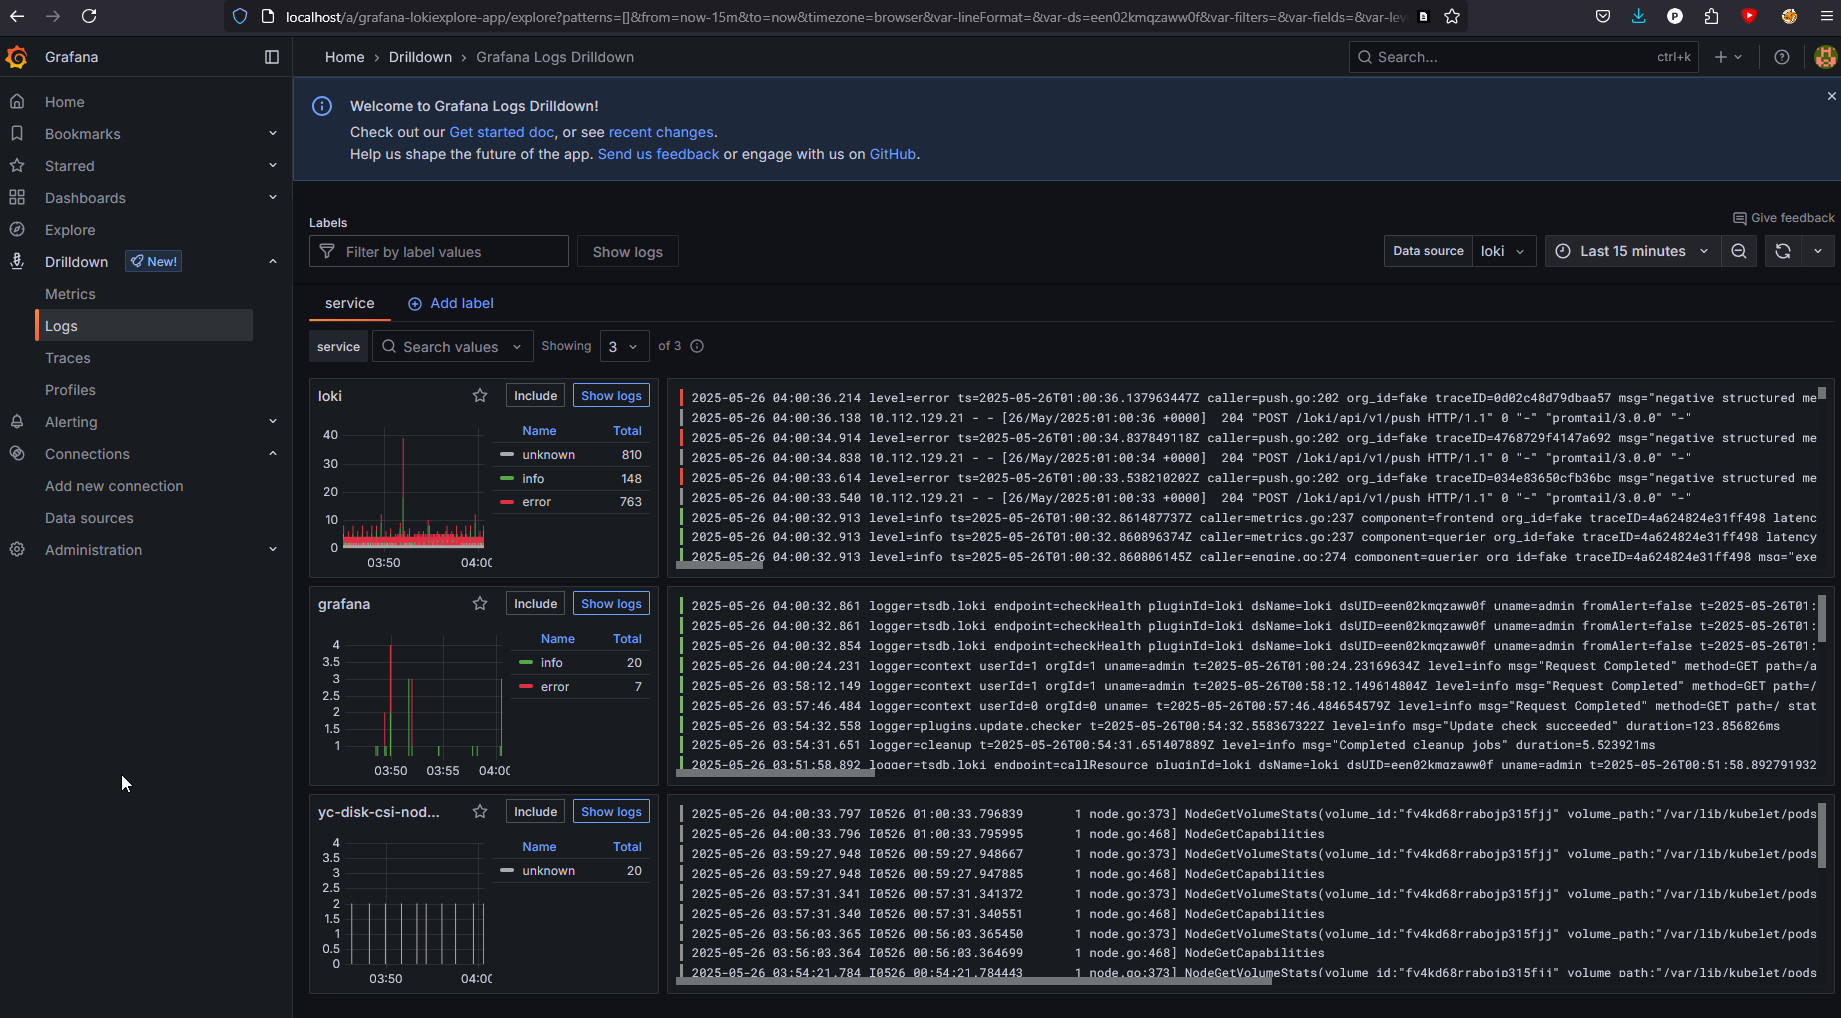 localhost/a/grafana-lokiexplore-app/explore?patterns=[]&from=now-15m&to=now&timezone=browser&var-lineFormat=&var-ds=een02kmqzaww0f&var-filters=&var-fields=&var-lev
Grafana
Home › Drilldown › Grafana Logs Drilldown
Search... ctrl+k
Home
Bookmarks
Starred
Dashboards
Explore
Drilldown New!
Metrics
Logs
Traces
Profiles
Alerting
Connections
Add new connection
Data sources
Administration
Welcome to Grafana Logs Drilldown!
Check out our Get started doc, or see recent changes.
Help us shape the future of the app. Send us feedback or engage with us on GitHub.
Give feedback
Labels
Filter by label values Show logs
Data source loki Last 15 minutes
service Add label
service Search values Showing 3 of 3
loki Include Show logs
Name Total
unknown 810
info 148
error 763
40
30
20
10
0
03:50 04:00
2025-05-26 04:00:36.214 level=error ts=2025-05-26T01:00:36.137963447Z caller=push.go:202 org_id=fake traceID=0d02c48d79dbaa57 msg="negative structured me
2025-05-26 04:00:36.138 10.112.129.21 - - [26/May/2025:01:00:36 +0000]  204 "POST /loki/api/v1/push HTTP/1.1" 0 "-" "promtail/3.0.0" "-"
2025-05-26 04:00:34.914 level=error ts=2025-05-26T01:00:34.837849118Z caller=push.go:202 org_id=fake traceID=4768729f4147a692 msg="negative structured me
2025-05-26 04:00:34.838 10.112.129.21 - - [26/May/2025:01:00:34 +0000]  204 "POST /loki/api/v1/push HTTP/1.1" 0 "-" "promtail/3.0.0" "-"
2025-05-26 04:00:33.614 level=error ts=2025-05-26T01:00:33.538210202Z caller=push.go:202 org_id=fake traceID=034e83650cfb36bc msg="negative structured me
2025-05-26 04:00:33.540 10.112.129.21 - - [26/May/2025:01:00:33 +0000]  204 "POST /loki/api/v1/push HTTP/1.1" 0 "-" "promtail/3.0.0" "-"
2025-05-26 04:00:32.913 level=info ts=2025-05-26T01:00:32.861487737Z caller=metrics.go:237 component=frontend org_id=fake traceID=4a624824e31ff498 latenc
2025-05-26 04:00:32.913 level=info ts=2025-05-26T01:00:32.860896374Z caller=metrics.go:237 component=querier org_id=fake traceID=4a624824e31ff498 latency
2025-05-26 04:00:32.913 level=info ts=2025-05-26T01:00:32.860806145Z caller=engine.go:274 component=querier org_id=fake traceID=4a624824e31ff498 msg="exe
grafana Include Show logs
Name Total
info 20
error 7
4
3.5
3
2.5
2
1.5
1
03:50 03:55 04:00
2025-05-26 04:00:32.861 logger=tsdb.loki endpoint=checkHealth pluginId=loki dsName=loki dsUID=een02kmqzaww0f uname=admin fromAlert=false t=2025-05-26T01:
2025-05-26 04:00:32.861 logger=tsdb.loki endpoint=checkHealth pluginId=loki dsName=loki dsUID=een02kmqzaww0f uname=admin fromAlert=false t=2025-05-26T01:
2025-05-26 04:00:32.854 logger=tsdb.loki endpoint=checkHealth pluginId=loki dsName=loki dsUID=een02kmqzaww0f uname=admin fromAlert=false t=2025-05-26T01:
2025-05-26 04:00:24.231 logger=context userId=1 orgId=1 uname=admin t=2025-05-26T01:00:24.23169634Z level=info msg="Request Completed" method=GET path=/a
2025-05-26 03:58:12.149 logger=context userId=1 orgId=1 uname=admin t=2025-05-26T00:58:12.149614804Z level=info msg="Request Completed" method=GET path=/
2025-05-26 03:57:46.484 logger=context userId=0 orgId=0 uname= t=2025-05-26T00:57:46.484654579Z level=info msg="Request Completed" method=GET path=/ stat
2025-05-26 03:54:32.558 logger=plugins.update.checker t=2025-05-26T00:54:32.558367322Z level=info msg="Update check succeeded" duration=123.856826ms
2025-05-26 03:54:31.651 logger=cleanup t=2025-05-26T00:54:31.651407889Z level=info msg="Completed cleanup jobs" duration=5.523921ms
2025-05-26 03:51:58.892 logger=tsdb.loki endpoint=callResource pluginId=loki dsName=loki dsUID=een02kmqzaww0f uname=admin t=2025-05-26T00:51:58.892791932
yc-disk-csi-nod... Include Show logs
Name Total
unknown 20
4
3.5
3
2.5
2
1.5
1
0.5
0
03:50 04:00
2025-05-26 04:00:33.797 I0526 01:00:33.796839       1 node.go:373] NodeGetVolumeStats(volume_id:"fv4kd68rrabojp315fjj" volume_path:"/var/lib/kubelet/pods
2025-05-26 04:00:33.796 I0526 01:00:33.795995       1 node.go:468] NodeGetCapabilities
2025-05-26 03:59:27.948 I0526 00:59:27.948667       1 node.go:373] NodeGetVolumeStats(volume_id:"fv4kd68rrabojp315fjj" volume_path:"/var/lib/kubelet/pods
2025-05-26 03:59:27.948 I0526 00:59:27.947885       1 node.go:468] NodeGetCapabilities
2025-05-26 03:57:31.341 I0526 00:57:31.341372       1 node.go:373] NodeGetVolumeStats(volume_id:"fv4kd68rrabojp315fjj" volume_path:"/var/lib/kubelet/pods
2025-05-26 03:57:31.340 I0526 00:57:31.340551       1 node.go:468] NodeGetCapabilities
2025-05-26 03:56:03.365 I0526 00:56:03.365450       1 node.go:373] NodeGetVolumeStats(volume_id:"fv4kd68rrabojp315fjj" volume_path:"/var/lib/kubelet/pods
2025-05-26 03:56:03.364 I0526 00:56:03.364699       1 node.go:468] NodeGetCapabilities
2025-05-26 03:54:21.784 I0526 00:54:21.784443       1 node.go:373] NodeGetVolumeStats(volume_id:"fv4kd68rrabojp315fjj" volume_path:"/var/lib/kubelet/pods